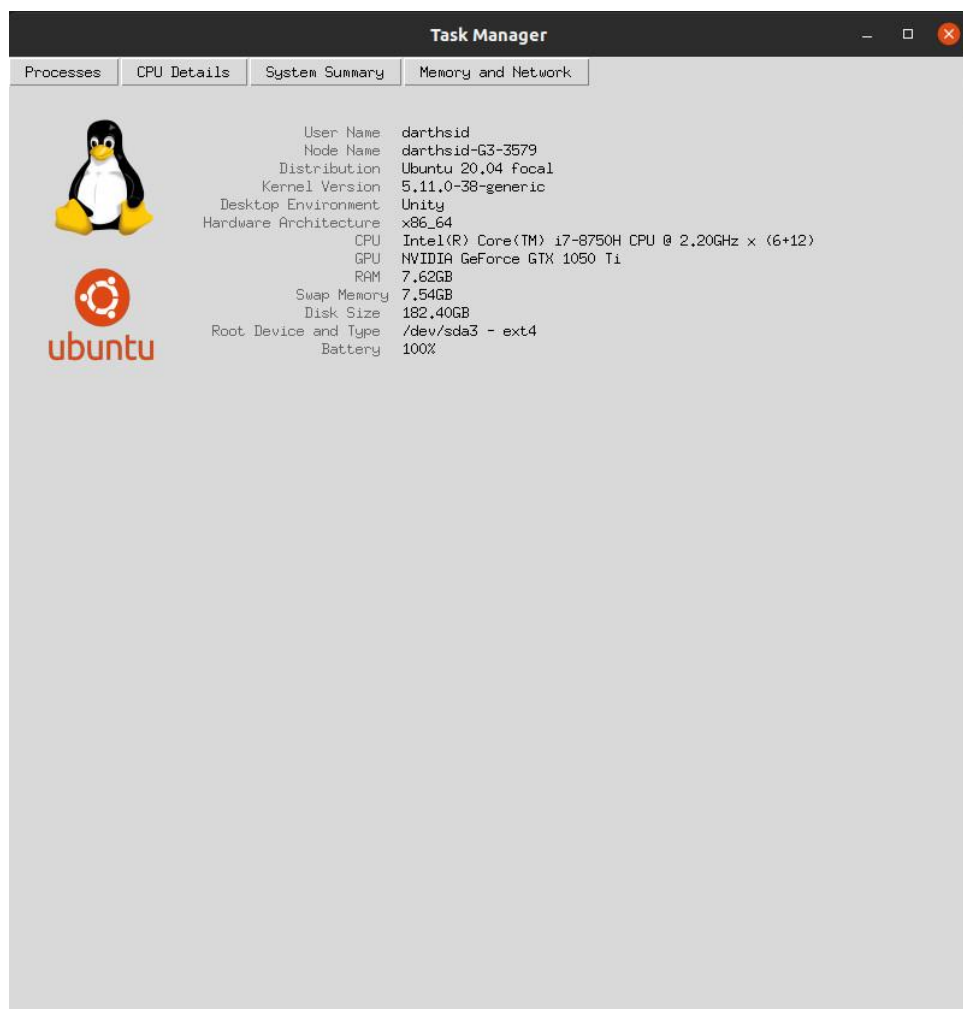 Task Manager
Processes CPU Details System Summary Memory and Network
User Name darthsid
Node Name darthsid-G3-3579
Distribution Ubuntu 20.04 focal
Kernel Version 5.11.0-38-generic
Desktop Environment Unity
Hardware Architecture x86_64
CPU Intel(R) Core(TM) i7-8750H CPU @ 2.20GHz x (6+12)
GPU NVIDIA GeForce GTX 1050 Ti
RAM 7.62GB
Swap Memory 7.54GB
Disk Size 182.40GB
Root Device and Type /dev/sda3 - ext4
Battery 100%
ubuntu